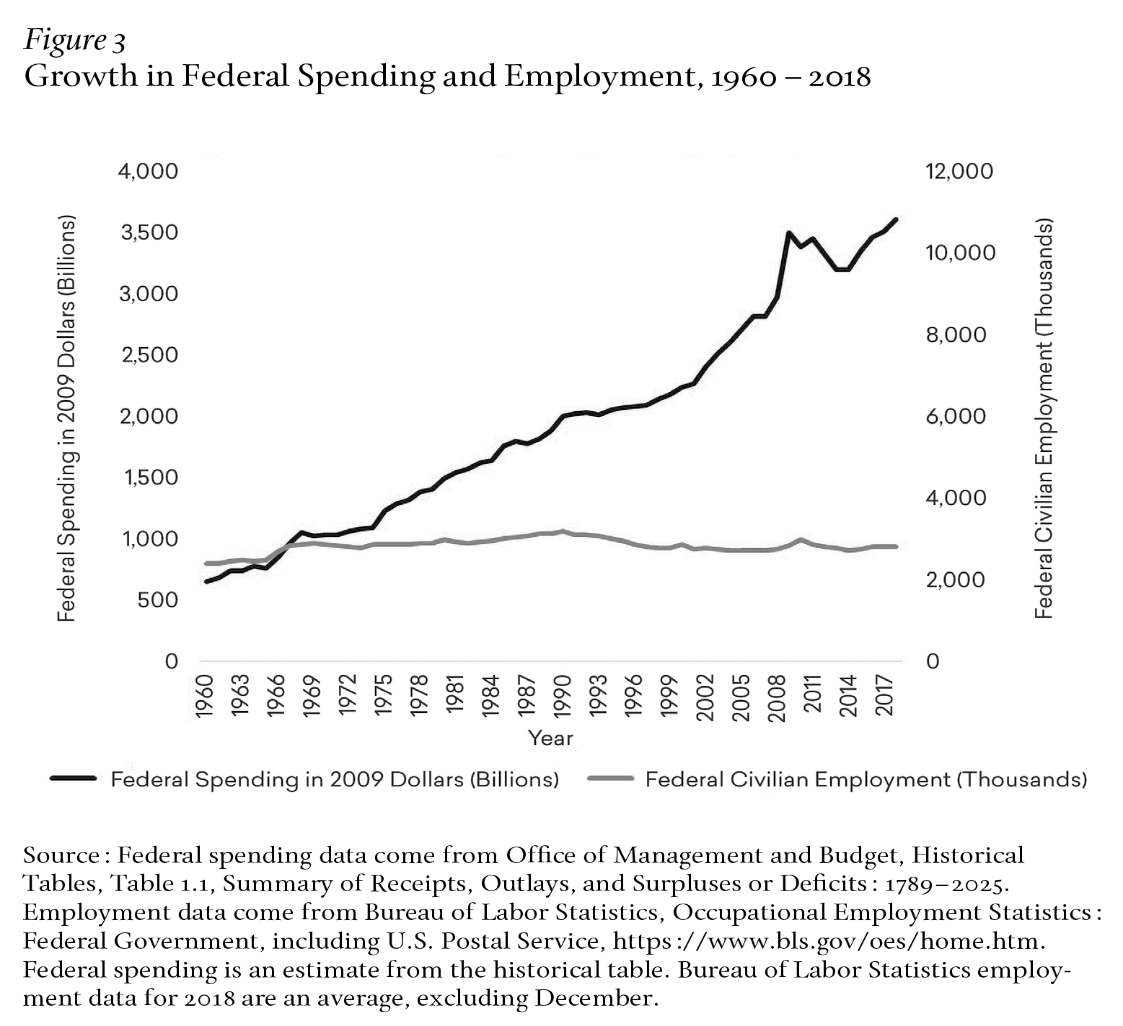 Figure 3
Growth in Federal Spending and Employment, 1960 – 2018
4,000
3,500
3,000
2,500
2,000
1,500
1,000
500
0
Federal Spending in 2009 Dollars (Billions)
12,000
10,000
8,000
6,000
4,000
2,000
0
Federal Civilian Employment (Thousands)
1960
1963
1966
1969
1972
1975
1978
1981
1984
1987
1990
1993
1996
1999
2002
2005
2008
2011
2014
2017
Year
Federal Spending in 2009 Dollars (Billions)
Federal Civilian Employment (Thousands)
Source: Federal spending data come from Office of Management and Budget, Historical
Tables, Table 1.1, Summary of Receipts, Outlays, and Surpluses or Deficits: 1789–2025.
Employment data come from Bureau of Labor Statistics, Occupational Employment Statistics:
Federal Government, including U.S. Postal Service, https://www.bls.gov/oes/home.htm.
Federal spending is an estimate from the historical table. Bureau of Labor Statistics employ-
ment data for 2018 are an average, excluding December.